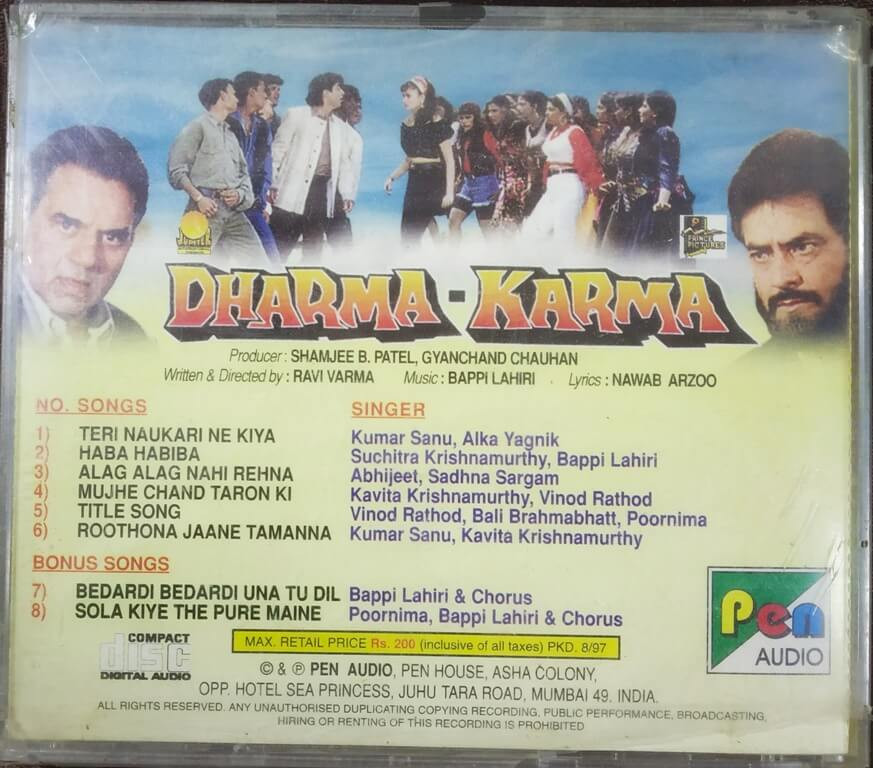 JUPITER
PRINCE
PICTURES
DHARMA - KARMA
Producer : SHAMJEE B. PATEL, GYANCHAND CHAUHAN
Written & Directed by : RAVI VARMA Music : BAPPI LAHIRI . Lyrics : NAWAB ARZOO
NO. SONGS SINGER
1) TERI NAUKARI NE KIYA Kumar Sanu, Alka Yagnik
2) HABA HABIBA Suchitra Krishnamurthy, Bappi Lahiri
3) ALAG ALAG NAHI REHNA Abhijeet, Sadhna Sargam
4) MUJHE CHAND TARON KI Kavita Krishnamurthy, Vinod Rathod
5) TITLE SONG Vinod Rathod, Bali Brahmabhatt, Poornima
6) ROOTHONA JAANE TAMANNA Kumar Sanu, Kavita Krishnamurthy
BONUS SONGS
7) BEDARDI BEDARDI UNA TU DIL Bappi Lahiri & Chorus
8) SOLA KIYE THE PURE MAINE Poornima, Bappi Lahiri & Chorus
Pen
AUDIO
COMPACT
disc
DIGITAL AUDIO
MAX. RETAIL PRICE Rs. 200 (inclusive of all taxes) PKD. 8/97
© & ℗ PEN AUDIO, PEN HOUSE, ASHA COLONY,
OPP. HOTEL SEA PRINCESS, JUHU TARA ROAD, MUMBAI 49. INDIA.
ALL RIGHTS RESERVED. ANY UNAUTHORISED DUPLICATING COPYING RECORDING, PUBLIC PERFORMANCE, BROADCASTING,
HIRING OR RENTING OF THIS RECORDING IS PROHIBITED